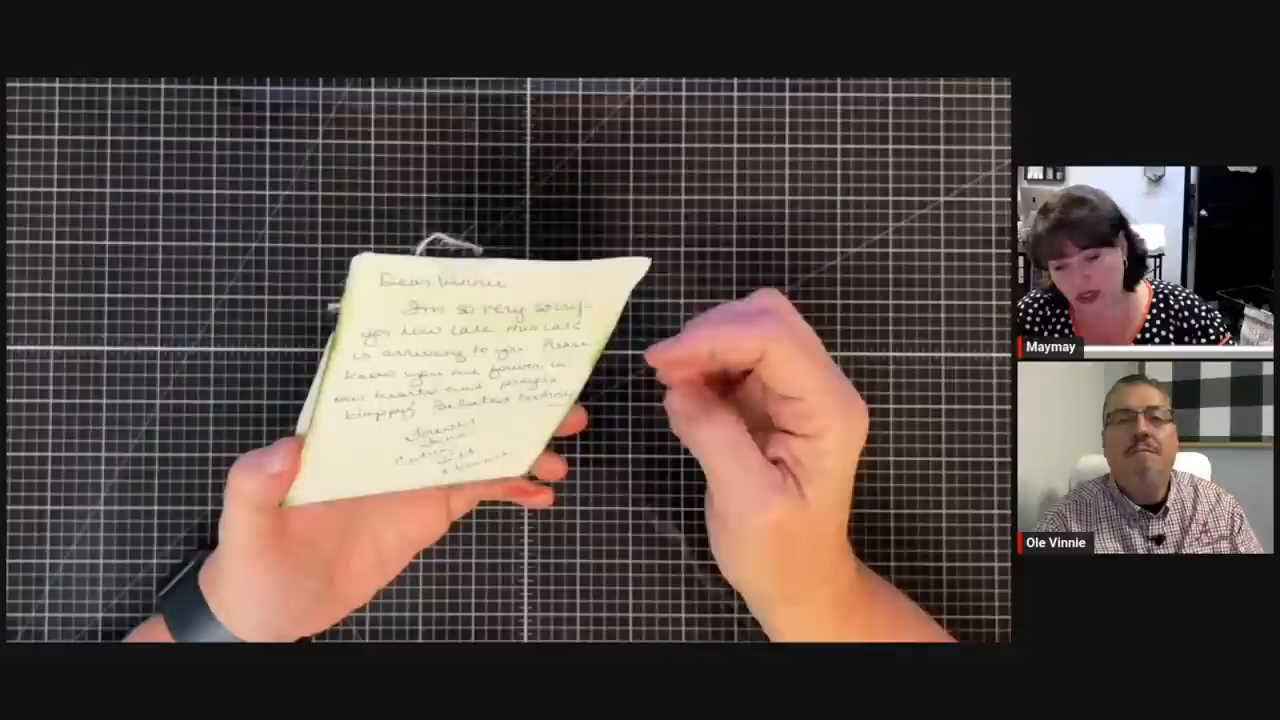 Dear Vinnie
I'm so very sorry
for how late this card
is arriving to you. Please
know you are forever in
our hearts and
Happy Belated birthday
Maymay
Ole Vinnie